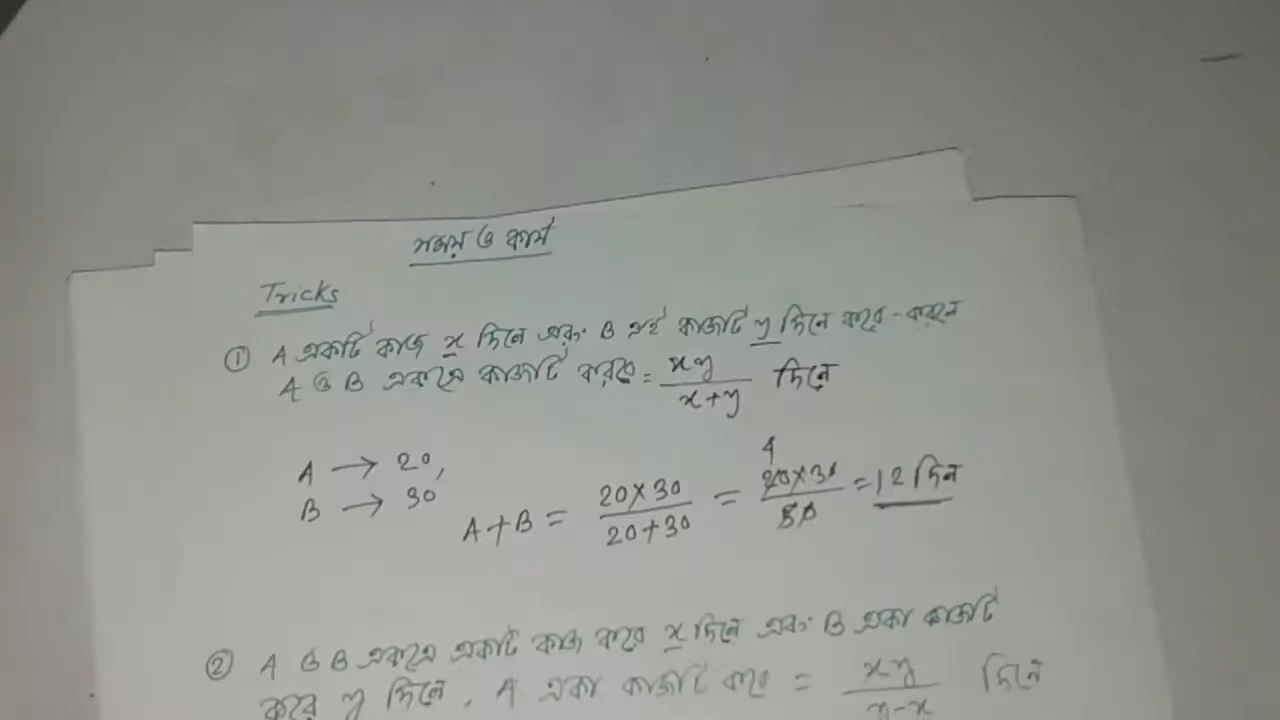 সময় ও কার্য
Tricks
① A একটি কাজ x দিনে এবং B ঐই কাজটি y দিনে করে - করলে
A ও B একত্রে কাজটি করবে = xy / x+y দিনে
A → 20,
B → 30
A+B = 20×30 / 20+30 = 20×30 / 50 = 12 দিন
4
② A ও B একত্রে একটি কাজ করে x দিনে এবং B একা কাজটি
করে y দিনে, A একা কাজটি করে = xy / y-x দিনে